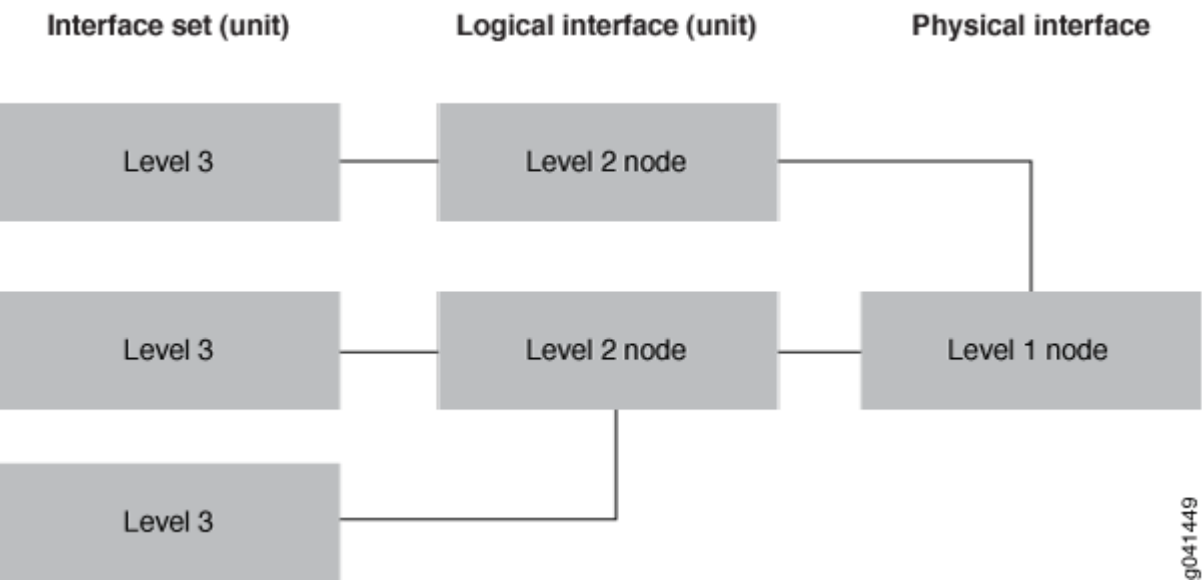 Interface set (unit)
Logical interface (unit)
Physical interface
Level 3
Level 2 node
Level 3
Level 2 node
Level 1 node
Level 3
g041449